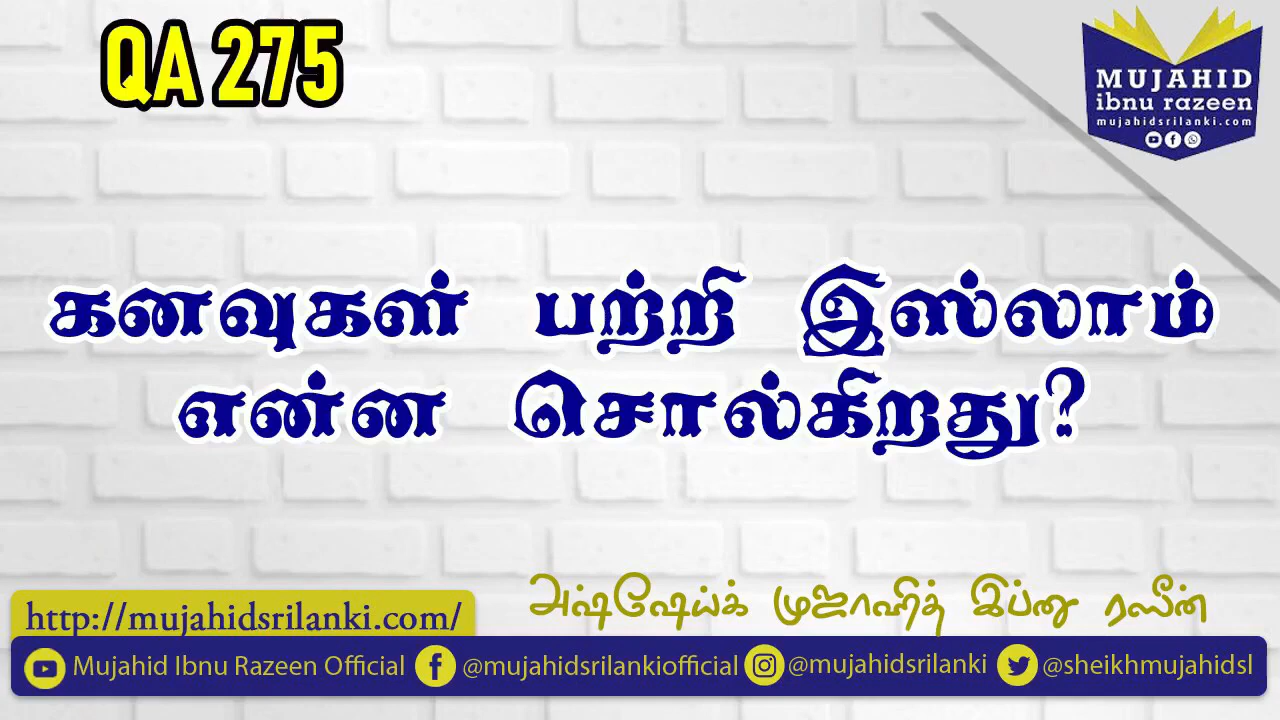 QA 275
MUJAHID
ibnu razeen
mujahidsrilanki.com
கனவுகள் பற்றி இஸ்லாம்
என்ன சொல்கிறது?
அஷ்ஷேய்க் முஜாஹித் இப்னு ரஸீன்
http://mujahidsrilanki.com/
Mujahid Ibnu Razeen Official @mujahidsrilankiofficial @mujahidsrilanki @sheikhmujahidsl